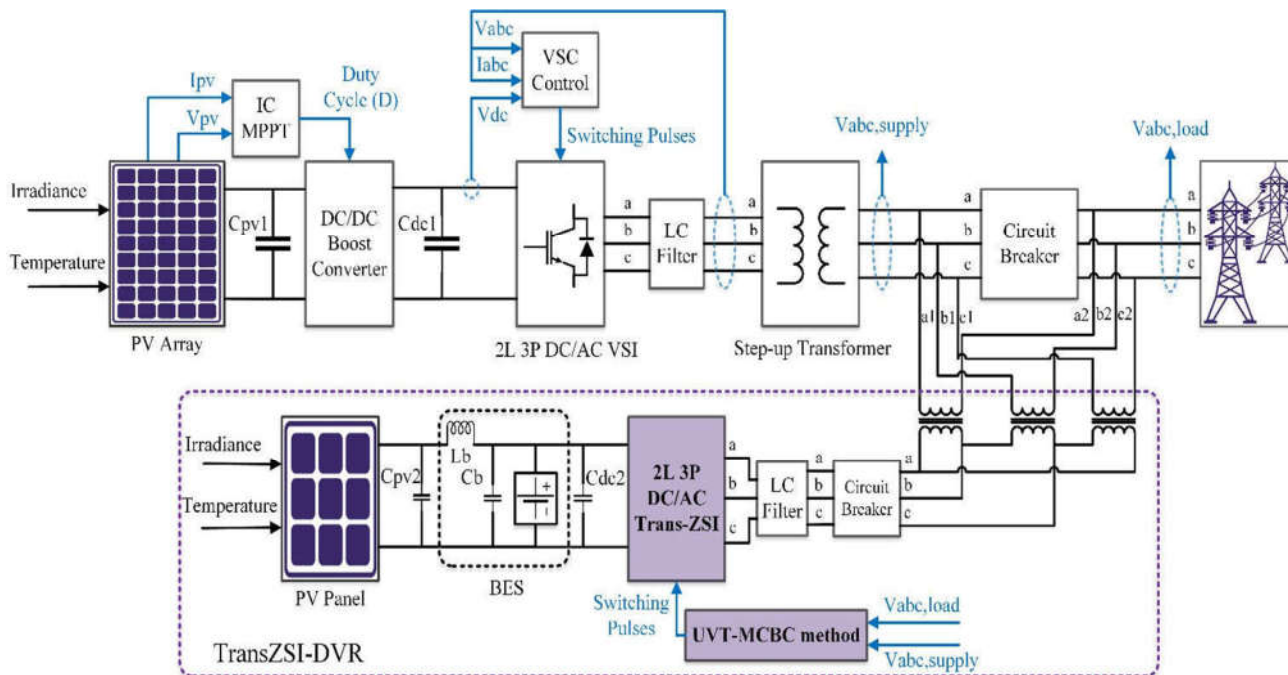 Vabc
Iabc
Vdc
VSC
Control
Ipv
Vpv
IC
MPPT
Duty
Cycle (D)
Switching Pulses
Vabc,supply
Vabc,load
Irradiance
Temperature
Cpv1
DC/DC
Boost
Converter
Cdc1
a
b
c
LC
Filter
a
b
c
a
b
c
Circuit
Breaker
a
b
c
PV Array
2L 3P DC/AC VSI
Step-up Transformer
a1
b1
c1
a2
b2
c2
Irradiance
Temperature
Cpv2
Lb
Cb
+
-
Cdc2
2L 3P
DC/AC
Trans-ZSI
a
b
c
LC
Filter
a
b
c
Circuit
Breaker
a
b
c
PV Panel
BES
Switching
Pulses
UVT-MCBC method
Vabc,load
Vabc,supply
TransZSI-DVR